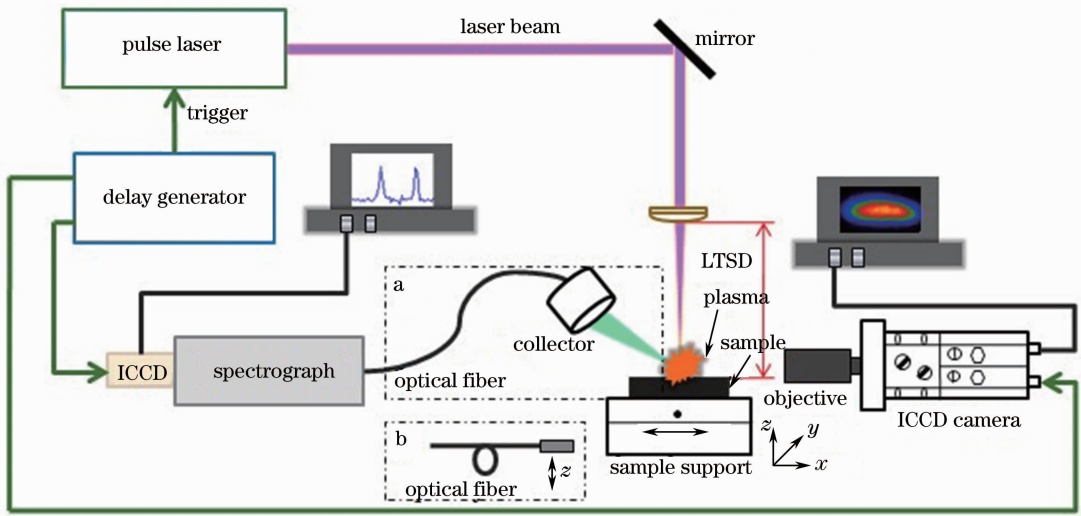 pulse laser
laser beam
mirror
trigger
delay generator
LTSD
a
plasma
sample
collector
ICCD
spectrograph
optical fiber
objective
ICCD camera
b
z
optical fiber
sample support
z
y
x